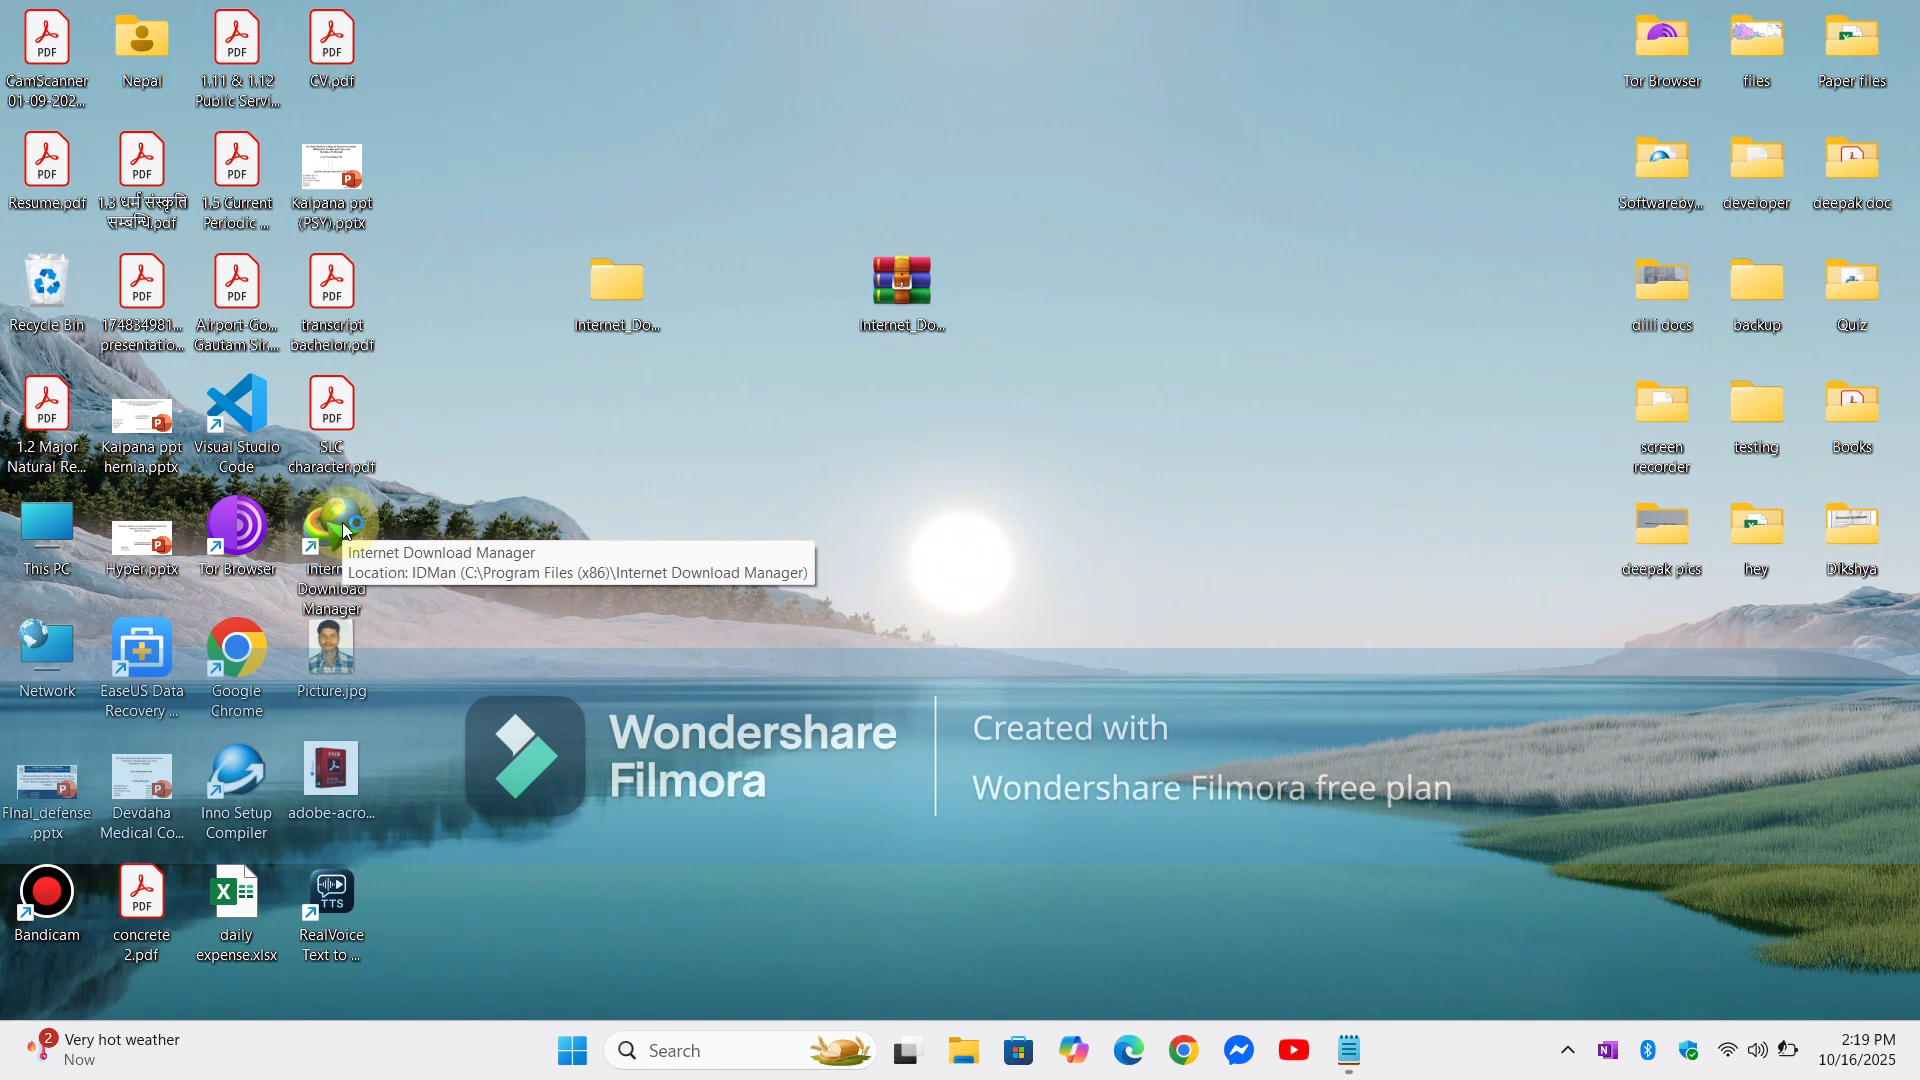 CamScanner
01-09-202...
Nepal
1.11 & 1.12
Public Servi...
CV.pdf
Resume.pdf
1.3 धर्म संस्कृति
सम्बन्धि.pdf
1.5 Current
Periodic ...
Kalpana ppt
(PSY).pptx
Recycle Bin
174834981...
presentatio...
Airport-Go...
Gautam Sir....
transcript
bachelor.pdf
1.2 Major
Natural Re...
Kalpana ppt
hernia.pptx
Visual Studio
Code
SLC
character.pdf
This PC
Hyper.pptx
Tor Browser
Download
Manager
Internet Download Manager
Location: IDMan (C:\Program Files (x86)\Internet Download Manager)
Network
EaseUS Data
Recovery ...
Google
Chrome
Picture.jpg
FInal_defense
.pptx
Devdaha
Medical Co...
Inno Setup
Compiler
adobe-acro...
Bandicam
concrete
2.pdf
daily
expense.xlsx
RealVoice
Text to ...
TTS
Internet_Do...
Internet_Do...
Tor Browser
files
Paper files
Softwareby...
developer
deepak doc
dilli docs
backup
Quiz
screen
recorder
testing
Books
deepak pics
hey
Dikshya
Wondershare
Filmora
Created with
Wondershare Filmora free plan
2
Very hot weather
Now
Search
2:19 PM
10/16/2025